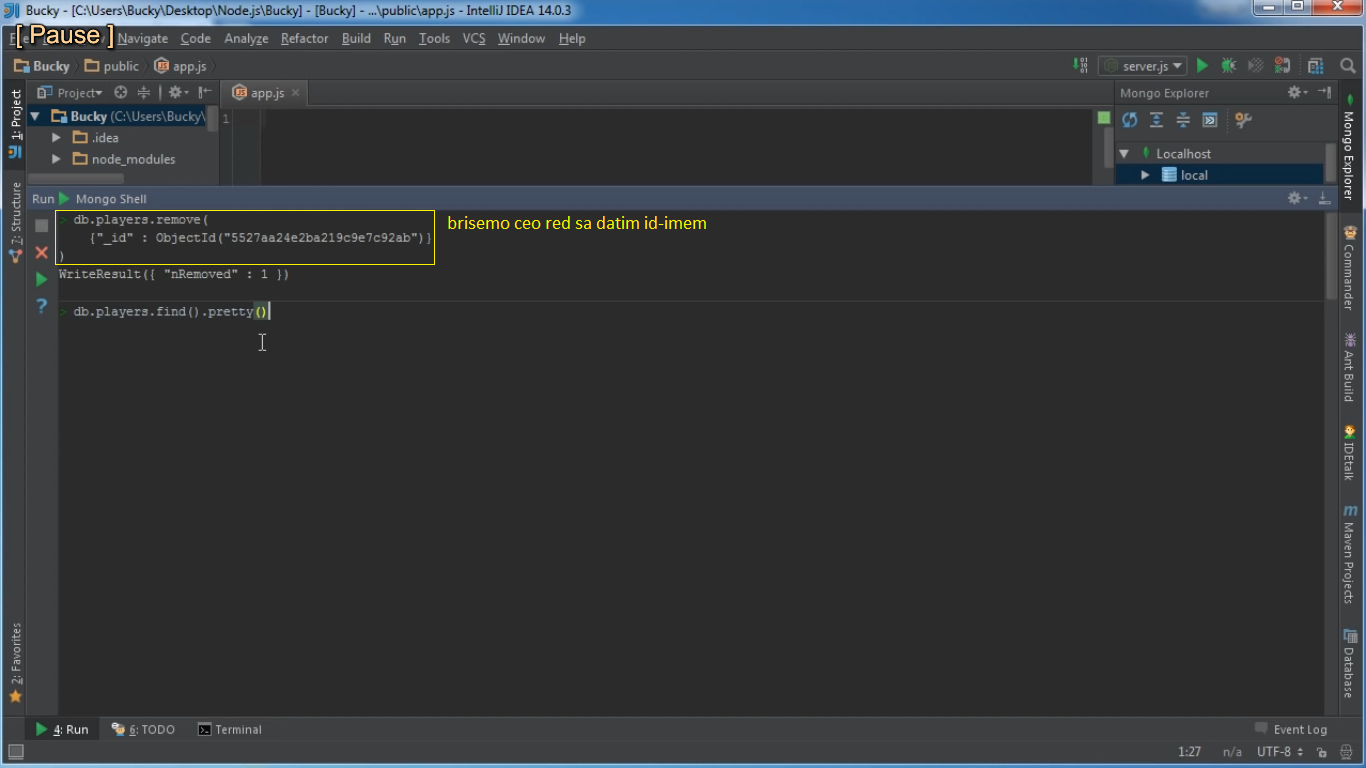 Bucky - [C:\Users\Bucky\Desktop\Node.js\Bucky] - [Bucky] - ...\public\app.js - IntelliJ IDEA 14.0.3
[ Pause ]
Navigate Code Analyze Refactor Build Run Tools VCS Window Help
Bucky public app.js server.js
1: Project
Project app.js × Mongo Explorer
Bucky (C:\Users\Bucky\
1
.idea
node_modules
Localhost
local
Run Mongo Shell
> db.players.remove(
{"_id" : ObjectId("5527aa24e2ba219c9e7c92ab")}
)
brisemo ceo red sa datim id-imem
WriteResult({ "nRemoved" : 1 })
> db.players.find().pretty()
7: Structure
2: Favorites
Mongo Explorer
Commander
Ant Build
IDEtalk
Maven Projects
Database
4: Run 6: TODO Terminal Event Log
1:27 n/a UTF-8